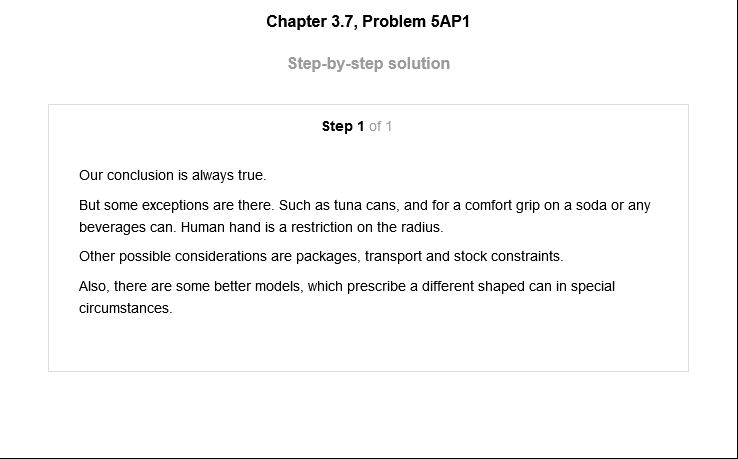 Chapter 3.7, Problem 5AP1
Step-by-step solution
Step 1 of 1
Our conclusion is always true.
But some exceptions are there. Such as tuna cans, and for a comfort grip on a soda or any
beverages can. Human hand is a restriction on the radius.
Other possible considerations are packages, transport and stock constraints.
Also, there are some better models, which prescribe a different shaped can in special
circumstances.